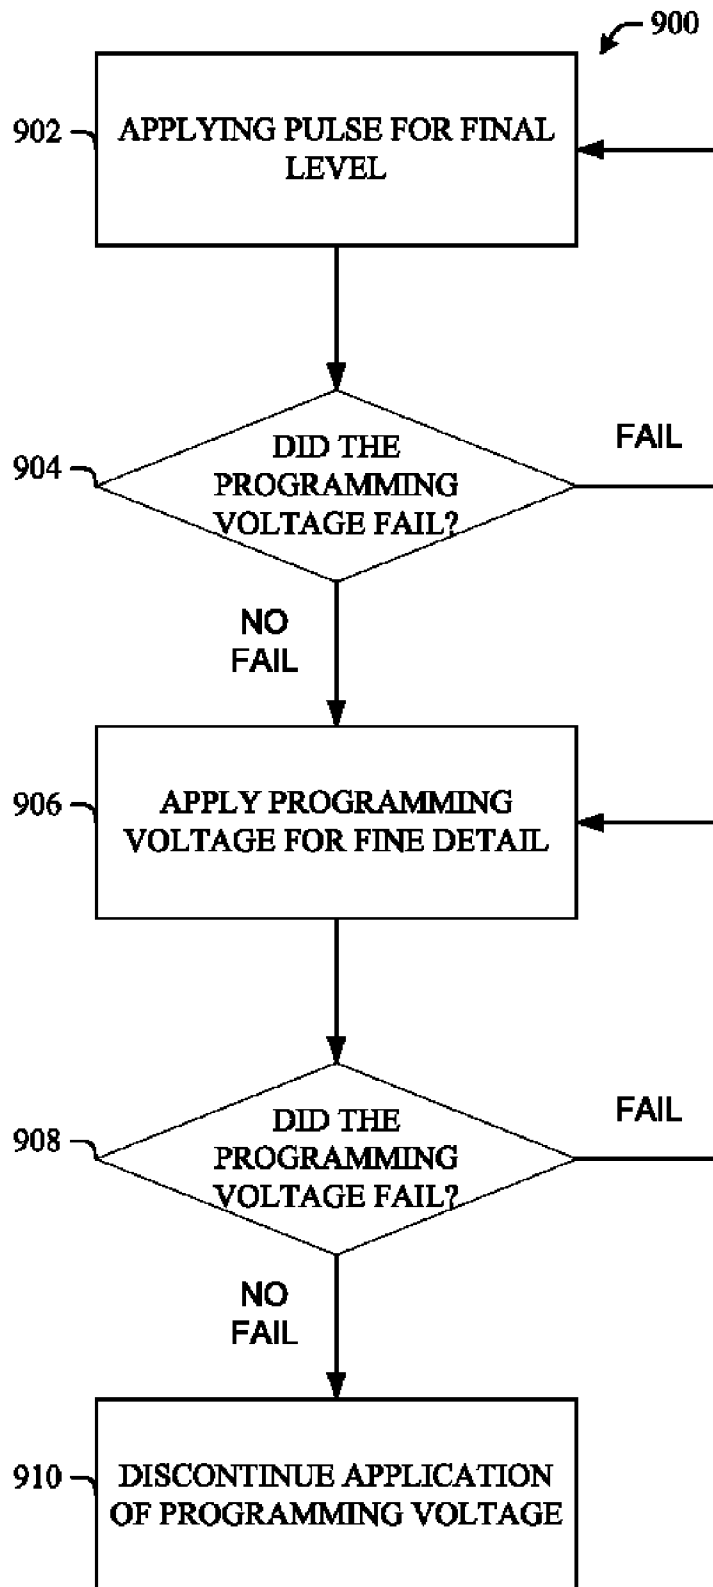 900
902
APPLYING PULSE FOR FINAL
LEVEL
904
DID THE
PROGRAMMING
VOLTAGE FAIL?
FAIL
NO
FAIL
906
APPLY PROGRAMMING
VOLTAGE FOR FINE DETAIL
908
DID THE
PROGRAMMING
VOLTAGE FAIL?
FAIL
NO
FAIL
910
DISCONTINUE APPLICATION
OF PROGRAMMING VOLTAGE